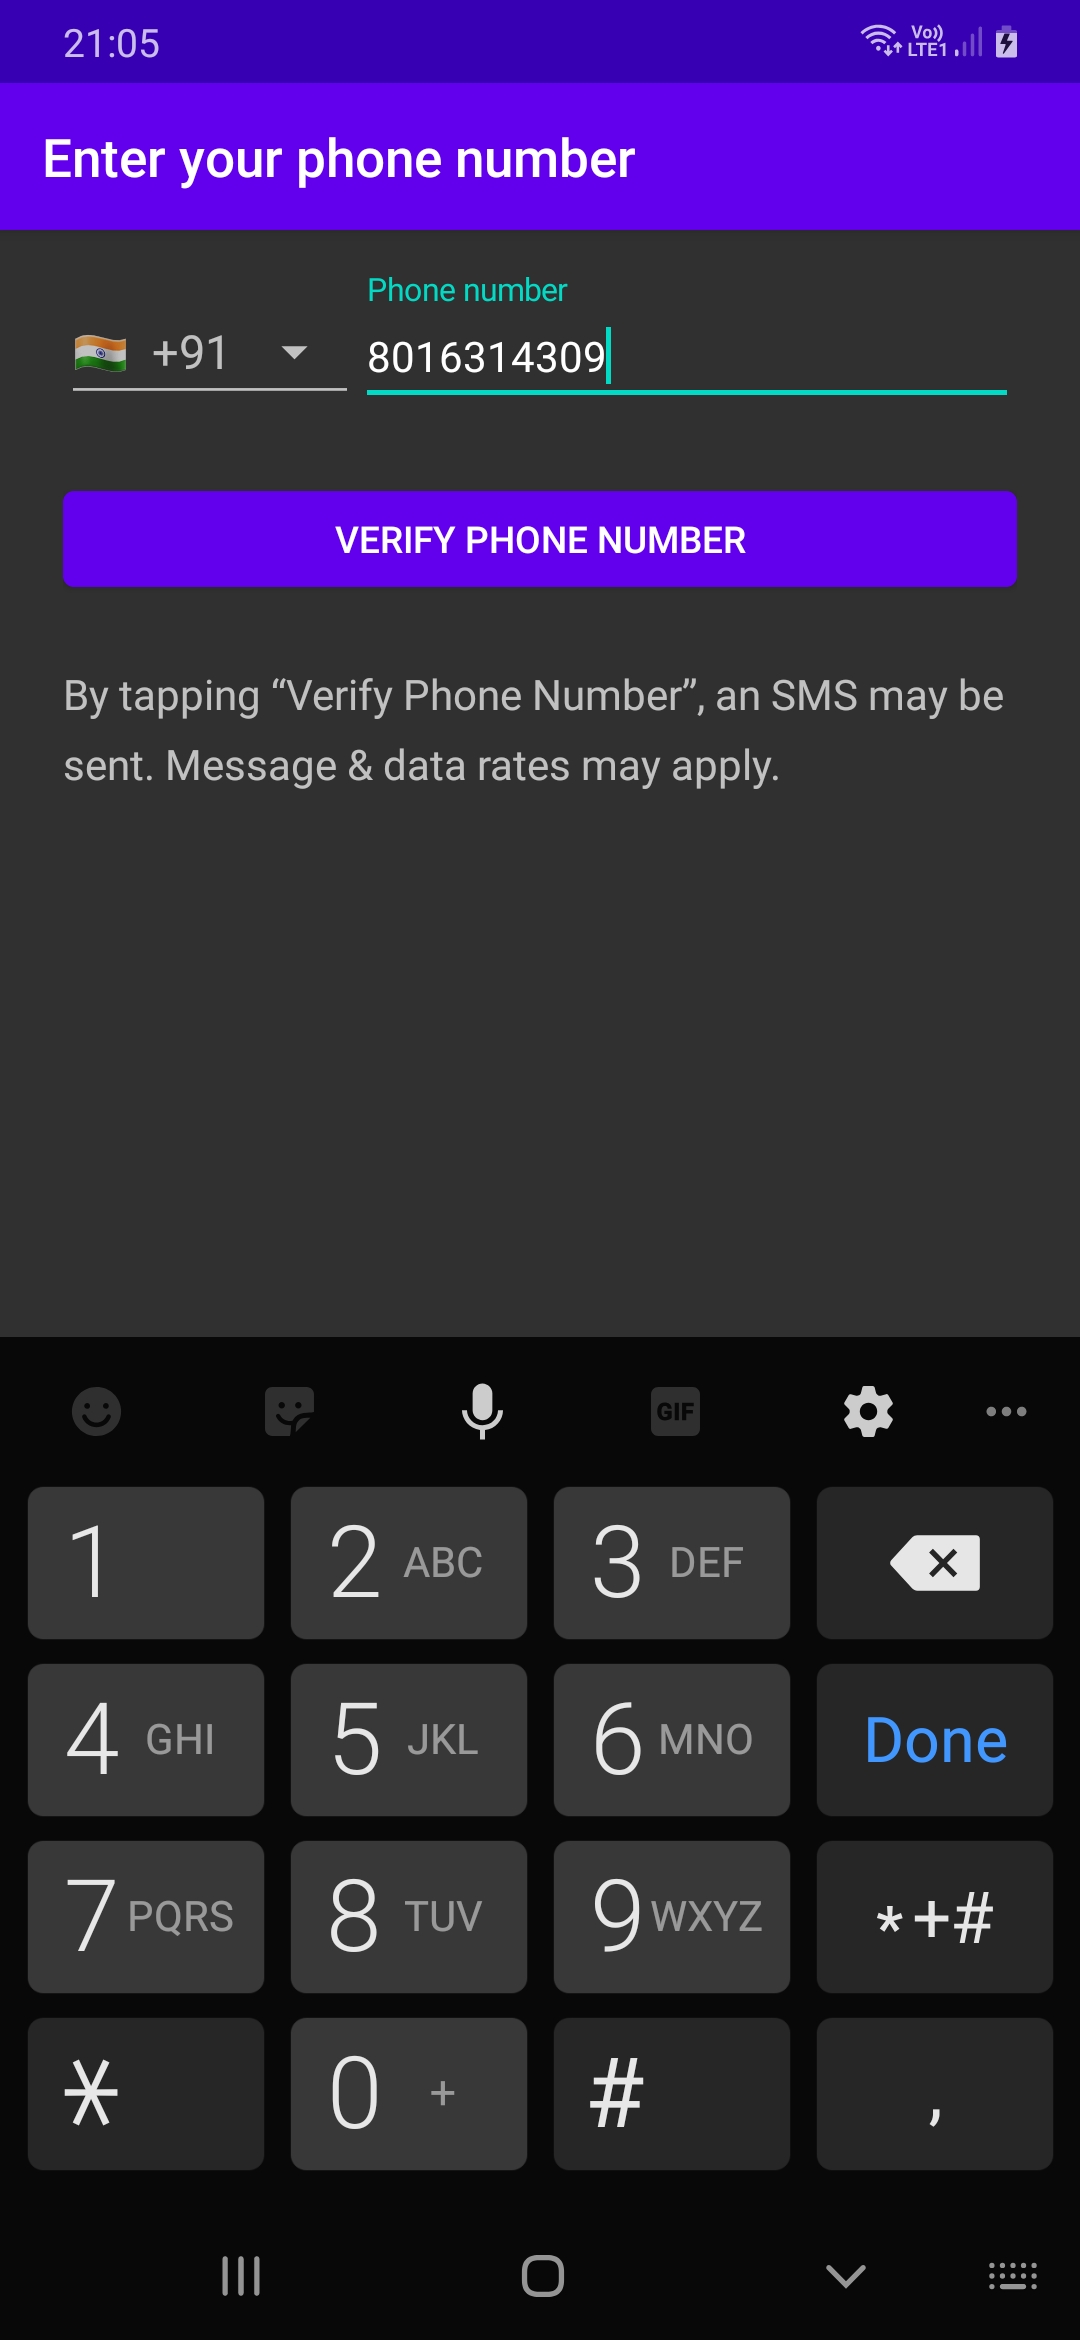 21:05 Vo)) LTE1
Enter your phone number
Phone number
+91 8016314309
VERIFY PHONE NUMBER
By tapping “Verify Phone Number”, an SMS may be
sent. Message & data rates may apply.
GIF
1 2 ABC 3 DEF
4 GHI 5 JKL 6 MNO Done
7 PQRS 8 TUV 9 WXYZ *+#
* 0 + # ,